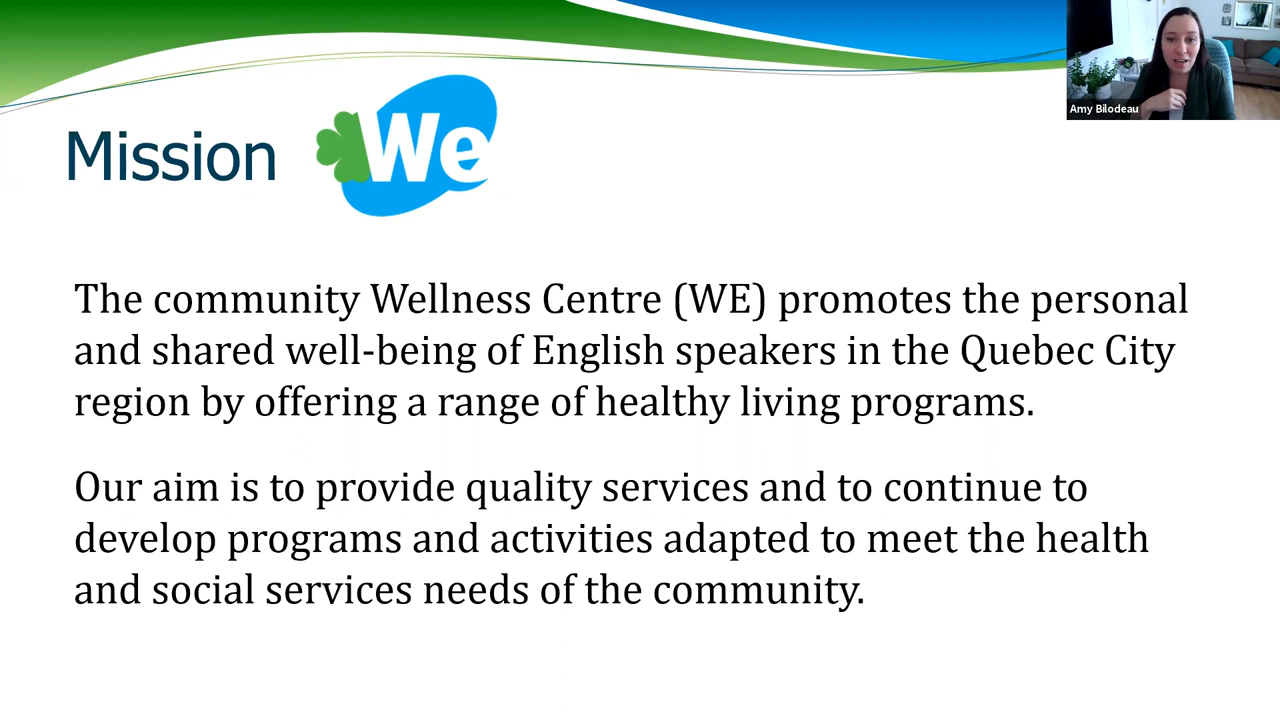 Amy Bilodeau
Mission
We
The community Wellness Centre (WE) promotes the personal
and shared well-being of English speakers in the Quebec City
region by offering a range of healthy living programs.
Our aim is to provide quality services and to continue to
develop programs and activities adapted to meet the health
and social services needs of the community.